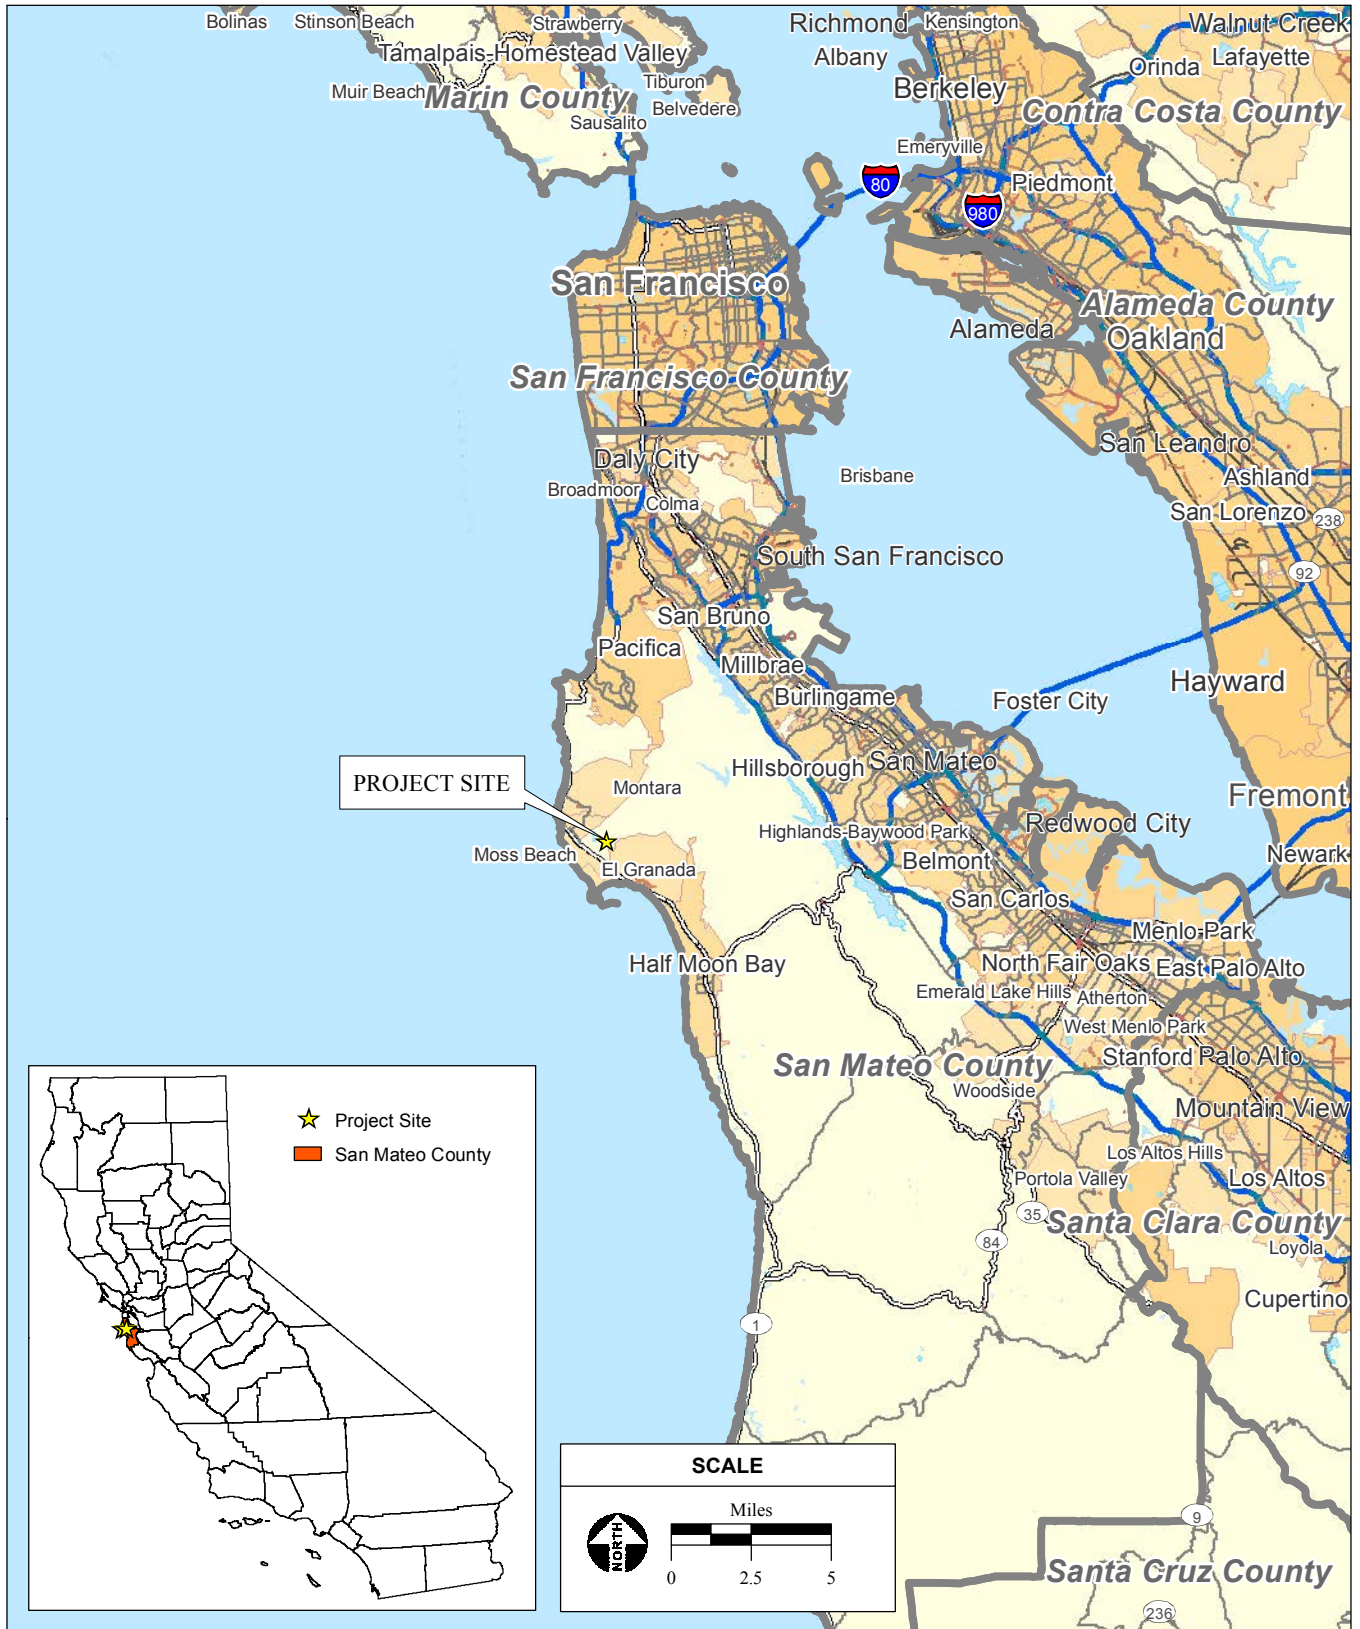 Bolinas
Stinson Beach
Strawberry
Richmond
Kensington
Walnut Creek
Tamalpais-Homestead Valley
Albany
Orinda
Lafayette
Tiburon
Muir Beach
Marin County
Belvedere
Berkeley
Contra Costa County
Sausalito
Emeryville
80
Piedmont
980
San Francisco
Alameda County
Alameda
Oakland
San Francisco County
San Leandro
Daly City
Brisbane
Ashland
Broadmoor
Colma
San Lorenzo
238
South San Francisco
92
San Bruno
Pacifica
Millbrae
Hayward
Burlingame
Foster City
Hillsborough
San Mateo
PROJECT SITE
Montara
Fremont
Highlands-Baywood Park
Redwood City
Moss Beach
El Granada
Belmont
Newark
San Carlos
Menlo Park
Half Moon Bay
North Fair Oaks
East Palo Alto
Emerald Lake Hills
Atherton
West Menlo Park
San Mateo County
Stanford
Palo Alto
Woodside
Mountain View
Los Altos Hills
Portola Valley
Los Altos
35
Santa Clara County
84
Loyola
Cupertino
1
Project Site
San Mateo County
SCALE
Miles
NORTH
0
2.5
5
9
Santa Cruz County
236